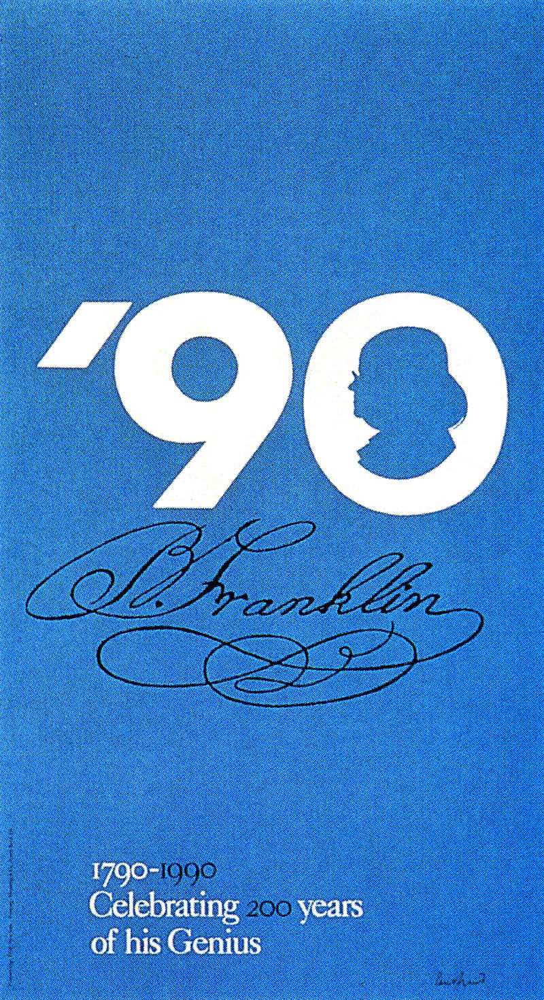 '90
B. Franklin
1790-1990
Celebrating 200 years
of his Genius